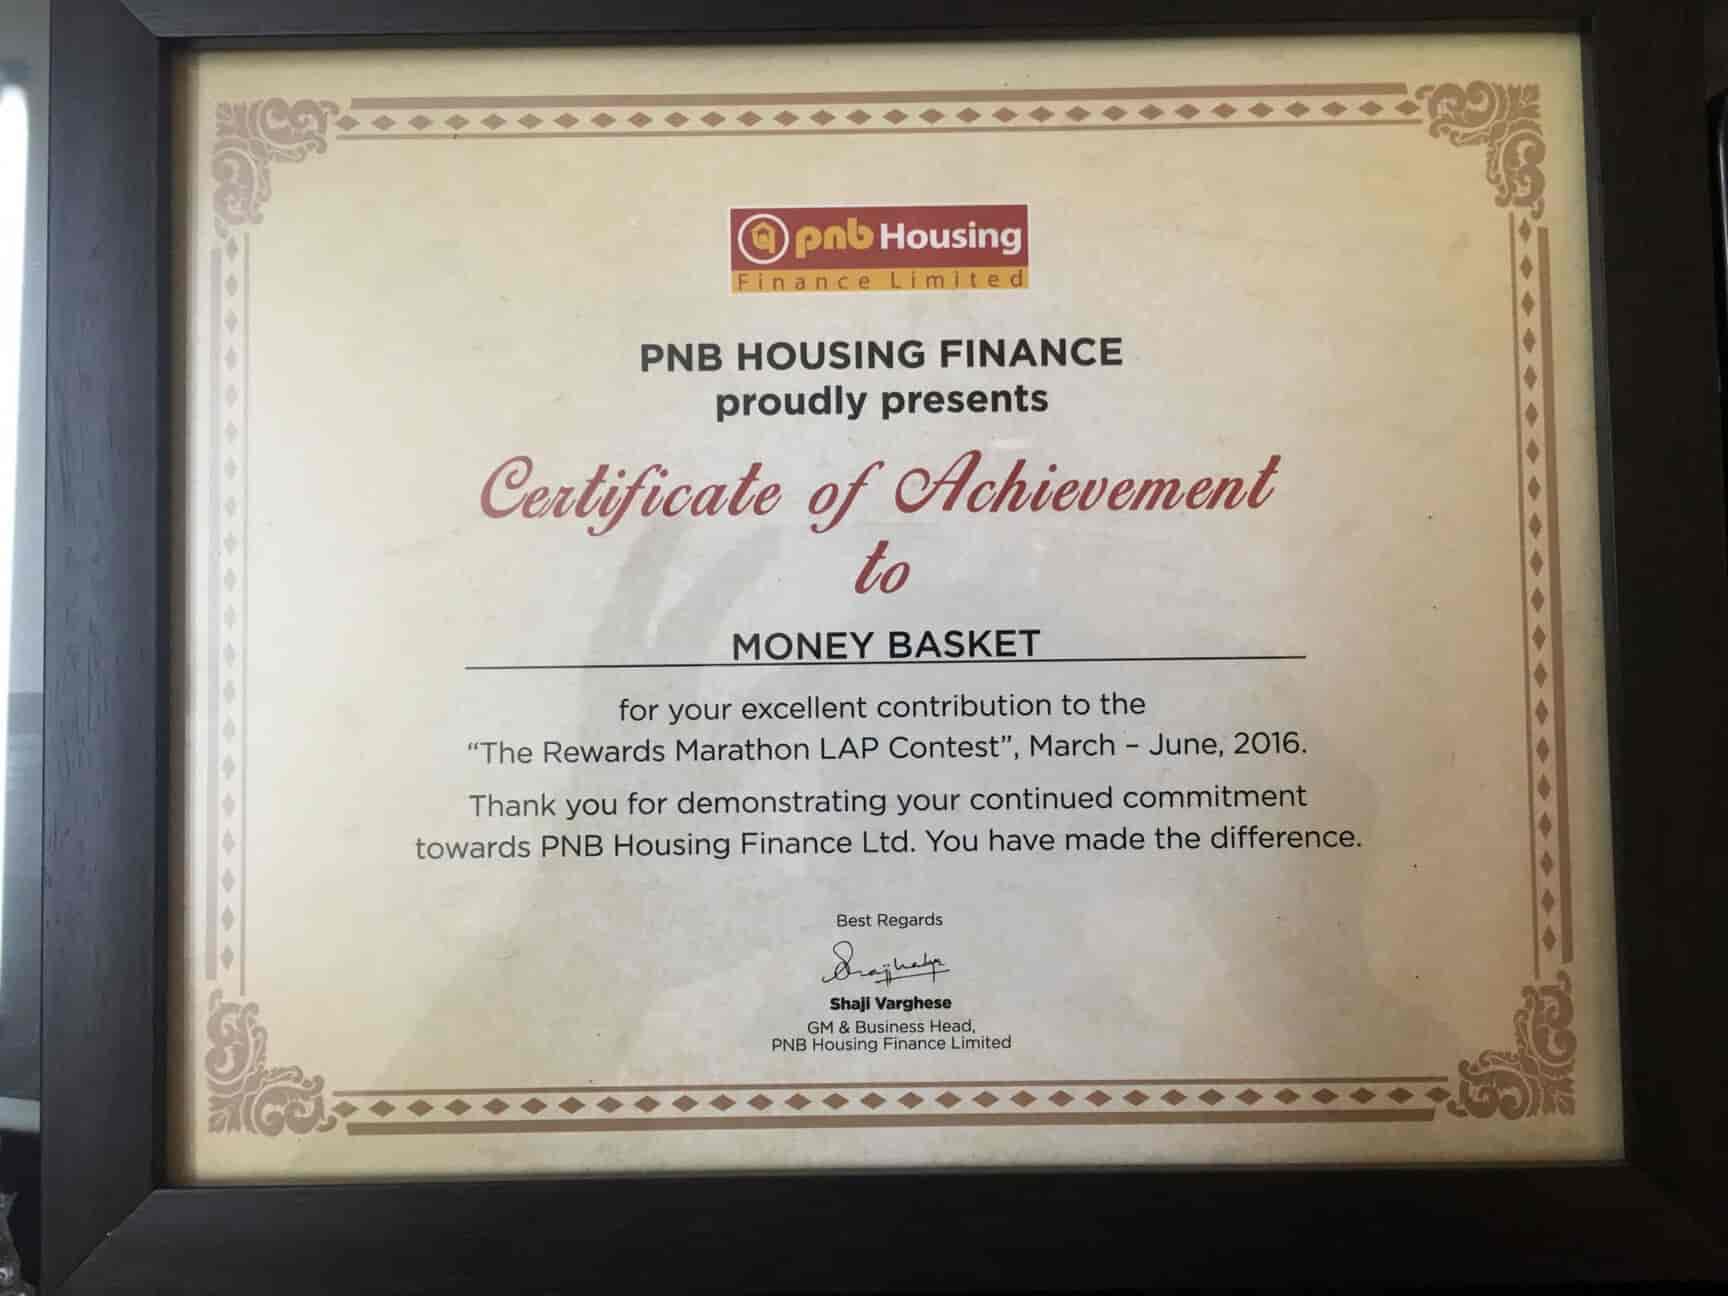 pnb Housing
Finance Limited
PNB HOUSING FINANCE
proudly presents
Certificate of Achievement
to
MONEY BASKET
for your excellent contribution to the
“The Rewards Marathon LAP Contest”, March – June, 2016.
Thank you for demonstrating your continued commitment
towards PNB Housing Finance Ltd. You have made the difference.
Best Regards
Shaji Varghese
GM & Business Head,
PNB Housing Finance Limited